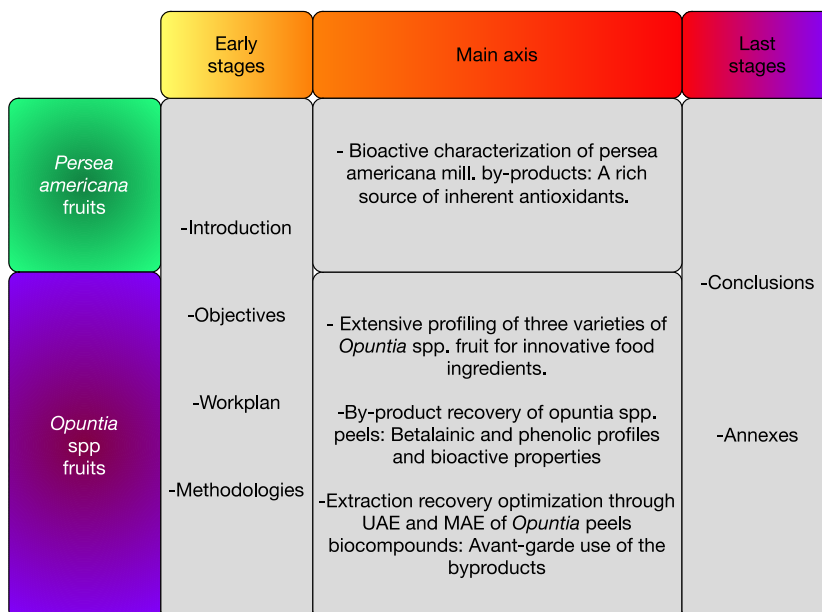 Early
stages
Main axis
Last
stages
Persea
americana
fruits
- Bioactive characterization of persea
americana mill. by-products: A rich
source of inherent antioxidants.
-Introduction
-Objectives
-Workplan
-Methodologies
-Conclusions
-Annexes
Opuntia
spp
fruits
- Extensive profiling of three varieties of
Opuntia spp. fruit for innovative food
ingredients.
-By-product recovery of opuntia spp.
peels: Betalainic and phenolic profiles
and bioactive properties
-Extraction recovery optimization through
UAE and MAE of Opuntia peels
biocompounds: Avant-garde use of the
byproducts